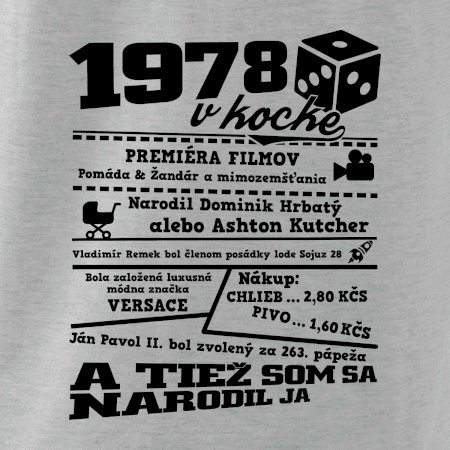 1978
v kocke
PREMIÉRA FILMOV
Pomáda & Žandár a mimozemšťania
Narodil Dominik Hrbatý
alebo Ashton Kutcher
Vladimír Remek bol členom posádky lode Sojuz 28
Bola založená luxusná
módna značka
VERSACE
Nákup:
CHLIEB ... 2,80 KČS
PIVO ... 1,60 KČS
Ján Pavol II. bol zvolený za 263. pápeža
A TIEŽ SOM SA
NARODIL JA